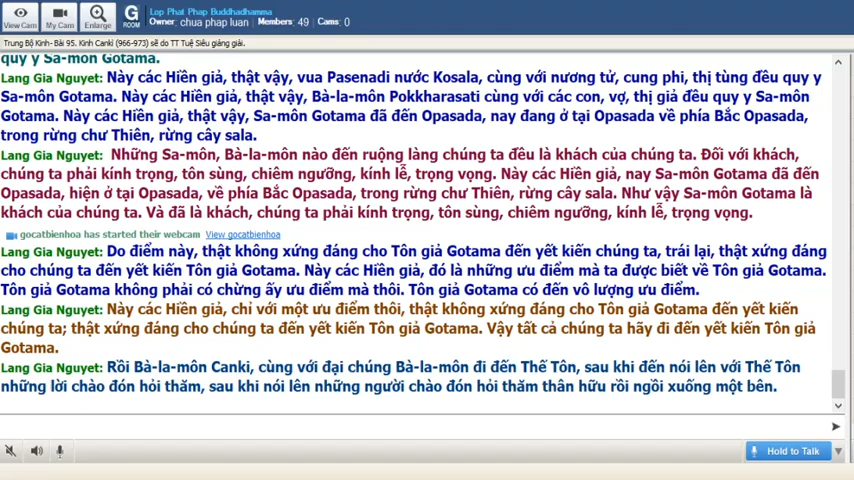 View Cam
My Cam
Enlarge
G
ROOM
Lop Phat Phap Buddhadhamma
Owner: chua phap luan Members: 49 Cams: 0
Trung Bộ Kinh- Bài 95. Kinh Canki (966-973) sẽ do TT Tuệ Siêu giảng giải.
quy y Sa-môn Gotama.
Lang Gia Nguyet: Này các Hiền giả, thật vậy, vua Pasenadi nước Kosala, cùng với nương tử, cung phi, thị tùng đều quy y
Sa-môn Gotama. Này các Hiền giả, thật vậy, Bà-la-môn Pokkharasati cùng với các con, vợ, thị giả đều quy y Sa-môn
Gotama. Này các Hiền giả, thật vậy, Sa-môn Gotama đã đến Opasada, nay đang ở tại Opasada về phía Bắc Opasada,
trong rừng chư Thiên, rừng cây sala.
Lang Gia Nguyet: Những Sa-môn, Bà-la-môn nào đến ruộng làng chúng ta đều là khách của chúng ta. Đối với khách,
chúng ta phải kính trọng, tôn sùng, chiêm ngưỡng, kính lễ, trọng vọng. Này các Hiền giả, nay Sa-môn Gotama đã đến
Opasada, hiện ở tại Opasada, về phía Bắc Opasada, trong rừng chư Thiên, rừng cây sala. Như vậy Sa-môn Gotama là
khách của chúng ta. Và đã là khách, chúng ta phải kính trọng, tôn sùng, chiêm ngưỡng, kính lễ, trọng vọng.
gocatbienhoa has started their webcam View gocatbienhoa
Lang Gia Nguyet: Do điểm này, thật không xứng đáng cho Tôn giả Gotama đến yết kiến chúng ta, trái lại, thật xứng đáng
cho chúng ta đến yết kiến Tôn giả Gotama. Này các Hiền giả, đó là những ưu điểm mà ta được biết về Tôn giả Gotama.
Tôn giả Gotama không phải có chừng ấy ưu điểm mà thôi. Tôn giả Gotama có đến vô lượng ưu điểm.
Lang Gia Nguyet: Này các Hiền giả, chỉ với một ưu điểm thôi, thật không xứng đáng cho Tôn giả Gotama đến yết kiến
chúng ta; thật xứng đáng cho chúng ta đến yết kiến Tôn giả Gotama. Vậy tất cả chúng ta hãy đi đến yết kiến Tôn giả
Gotama.
Lang Gia Nguyet: Rồi Bà-la-môn Canki, cùng với đại chúng Bà-la-môn đi đến Thế Tôn, sau khi đến nói lên với Thế Tôn
những lời chào đón hỏi thăm, sau khi nói lên những người chào đón hỏi thăm thân hữu rồi ngồi xuống một bên.
Hold to Talk